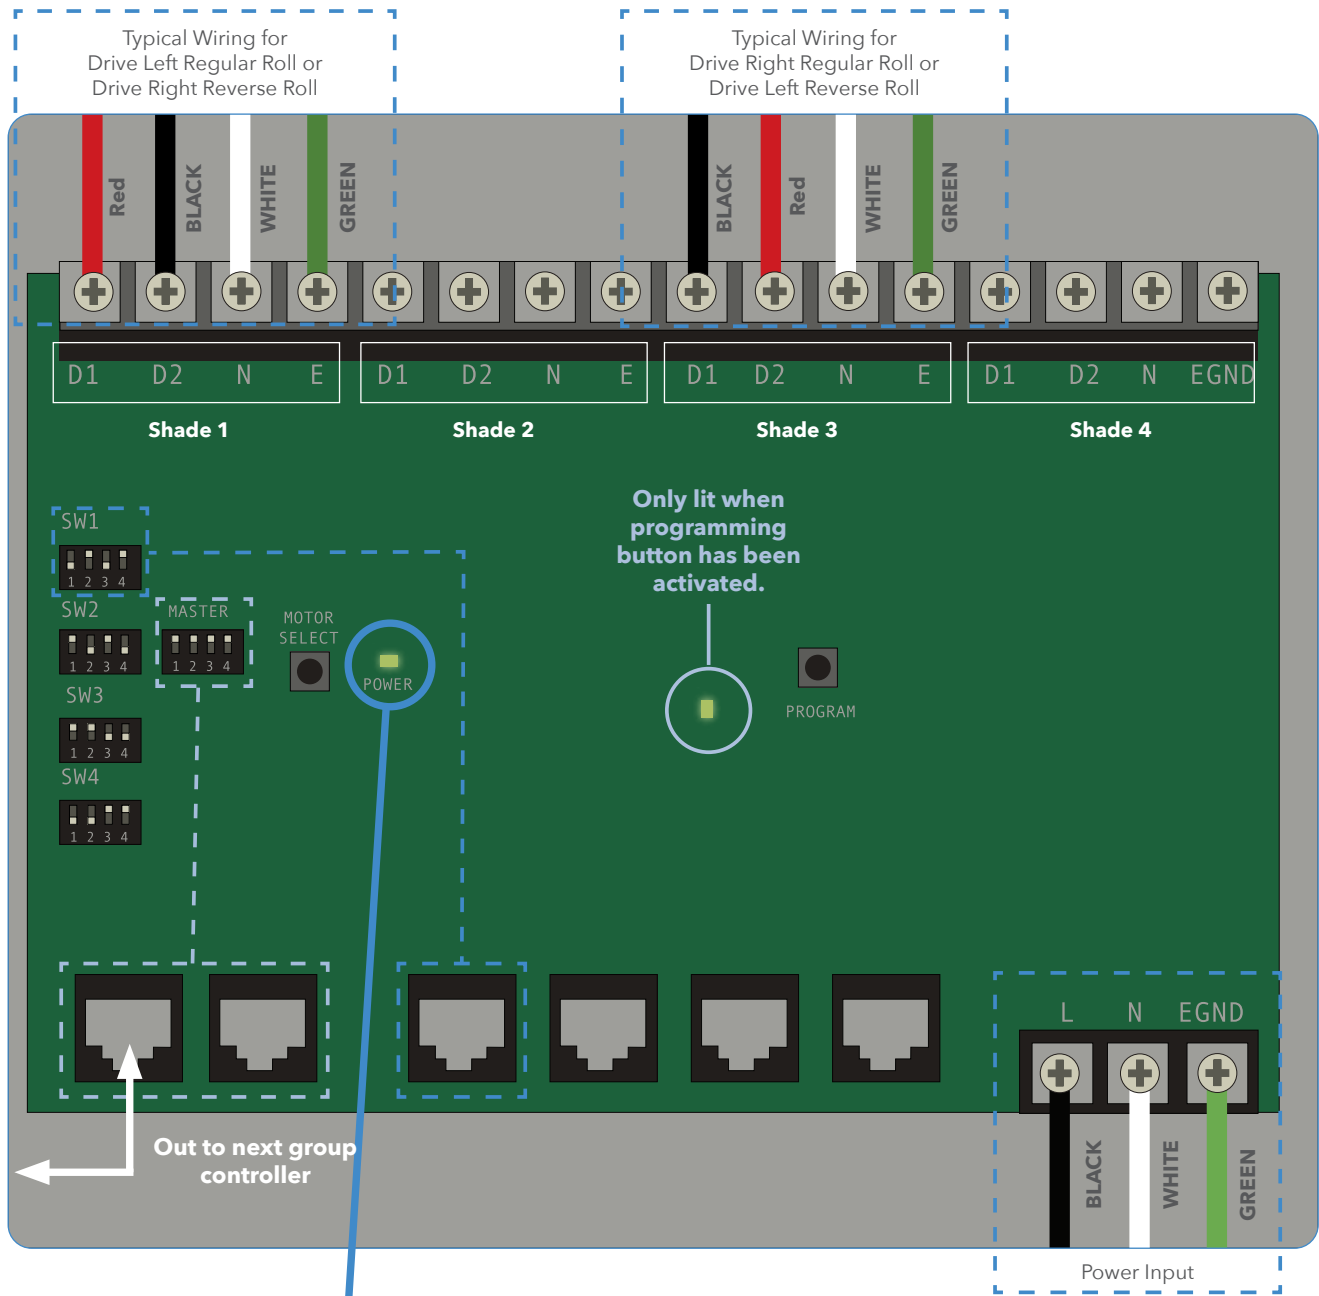 Typical Wiring for
Drive Left Regular Roll or
Drive Right Reverse Roll
Typical Wiring for
Drive Right Regular Roll or
Drive Left Reverse Roll
Red
BLACK
WHITE
GREEN
BLACK
Red
WHITE
GREEN
D1 D2 N E
D1 D2 N E
D1 D2 N E
D1 D2 N EGND
Shade 1
Shade 2
Shade 3
Shade 4
Only lit when
programming
button has been
activated.
SW1
1 2 3 4
SW2
1 2 3 4
MASTER
1 2 3 4
MOTOR
SELECT
POWER
PROGRAM
SW3
1 2 3 4
SW4
1 2 3 4
Out to next group
controller
L N EGND
BLACK
WHITE
GREEN
Power Input